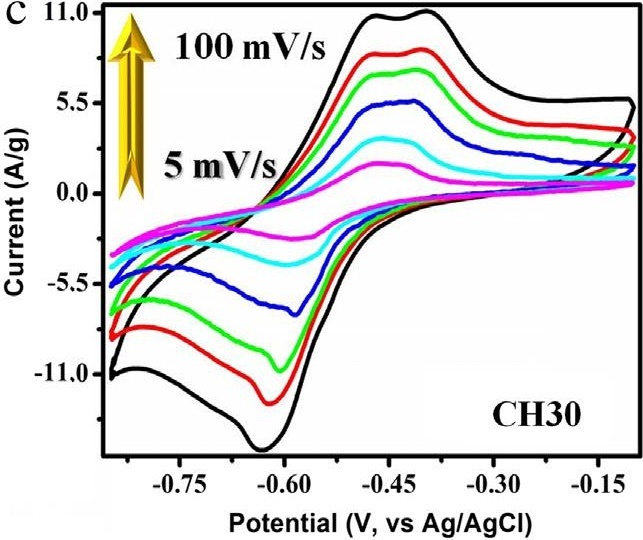 c
100 mV/s
5 mV/s
CH30
Current (A/g)
11.0
5.5
0.0
-5.5
-11.0
-0.75 -0.60 -0.45 -0.30 -0.15
Potential (V, vs Ag/AgCl)